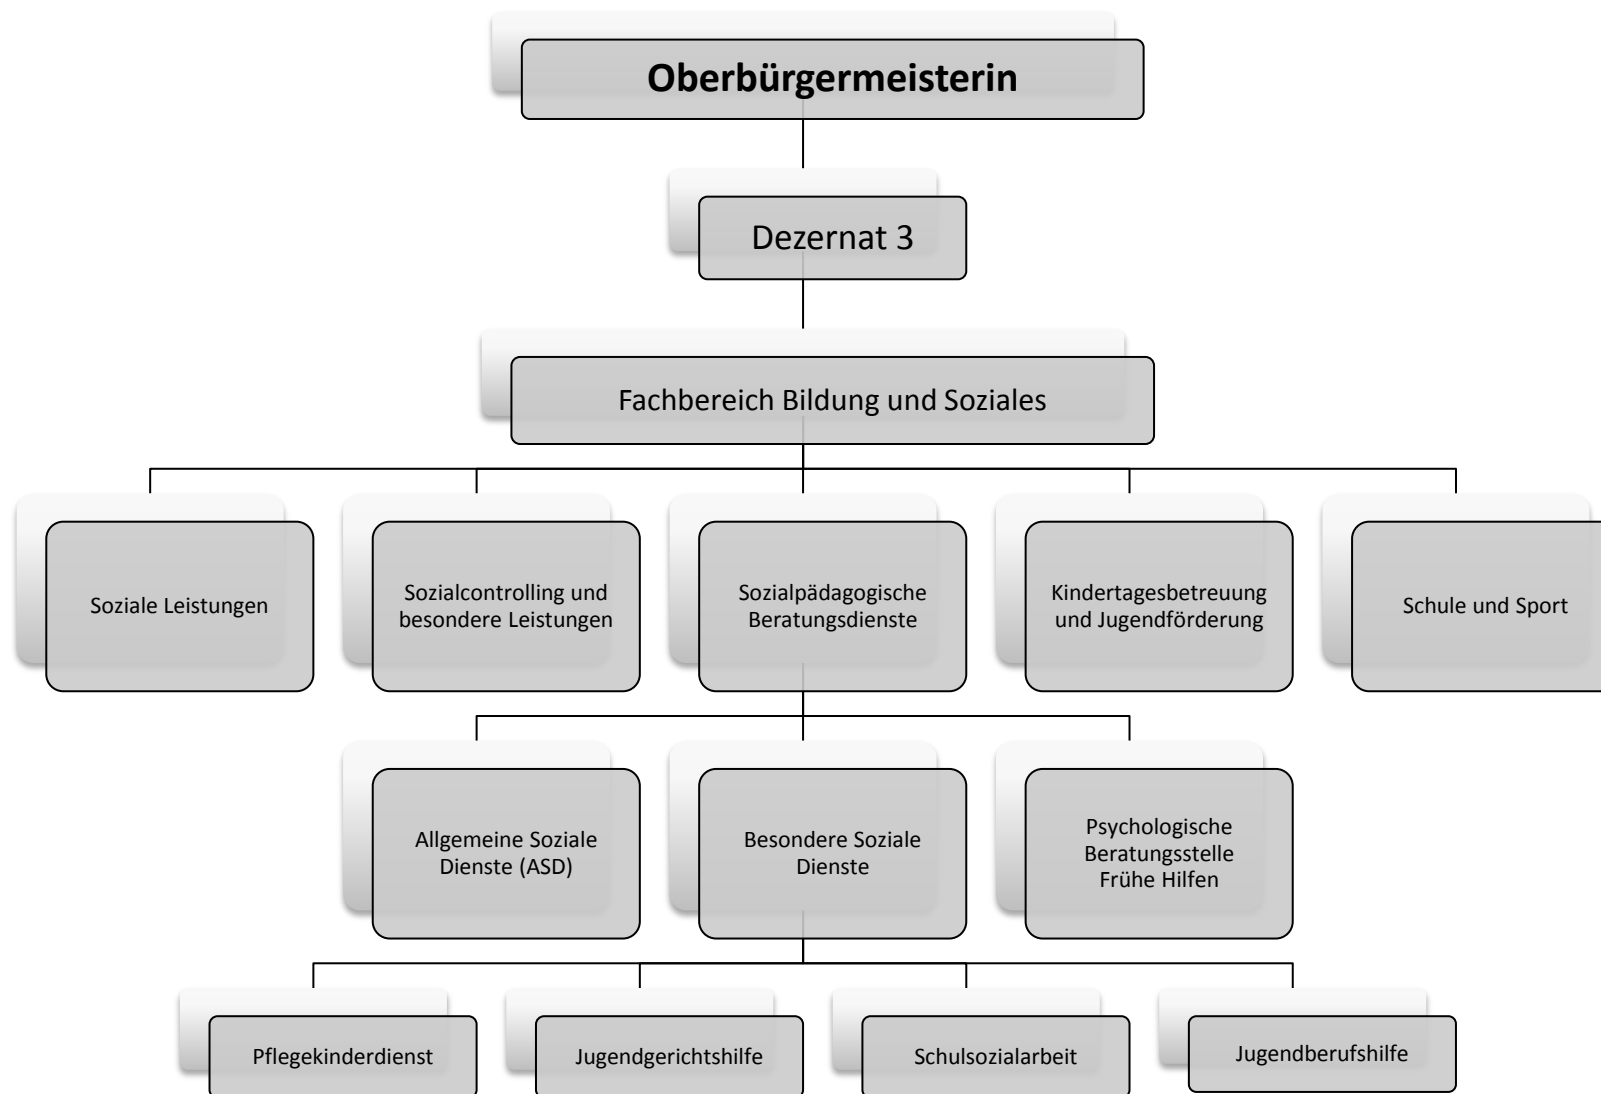 Oberbürgermeisterin
Dezernat 3
Fachbereich Bildung und Soziales
Soziale Leistungen
Sozialcontrolling und
besondere Leistungen
Sozialpädagogische
Beratungsdienste
Kindertagesbetreuung
und Jugendförderung
Schule und Sport
Allgemeine Soziale
Dienste (ASD)
Besondere Soziale
Dienste
Psychologische
Beratungsstelle
Frühe Hilfen
Pflegekinderdienst
Jugendgerichtshilfe
Schulsozialarbeit
Jugendberufshilfe